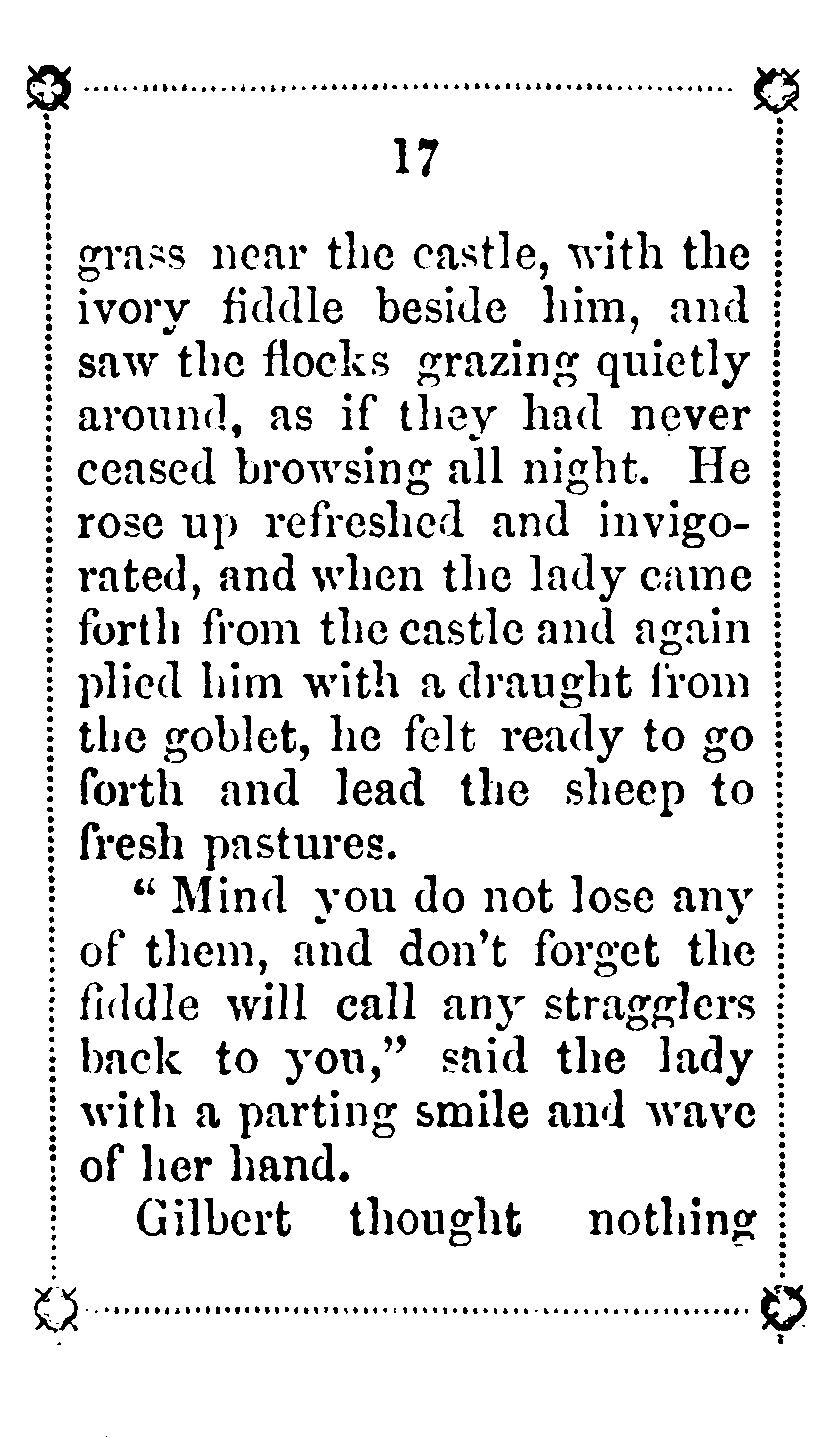 17
grass near the castle, with the
ivory fiddle beside him, and
saw the flocks grazing quietly
around, as if they had never
ceased browsing all night. He
rose up refreshed and invigo-
rated, and when the lady came
forth from the castle and again
plied him with a draught from
the goblet, he felt ready to go
forth and lead the sheep to
fresh pastures.
“ Mind you do not lose any
of them, and don’t forget the
fiddle will call any stragglers
back to you,” said the lady
with a parting smile and wave
of her hand.
Gilbert thought nothing